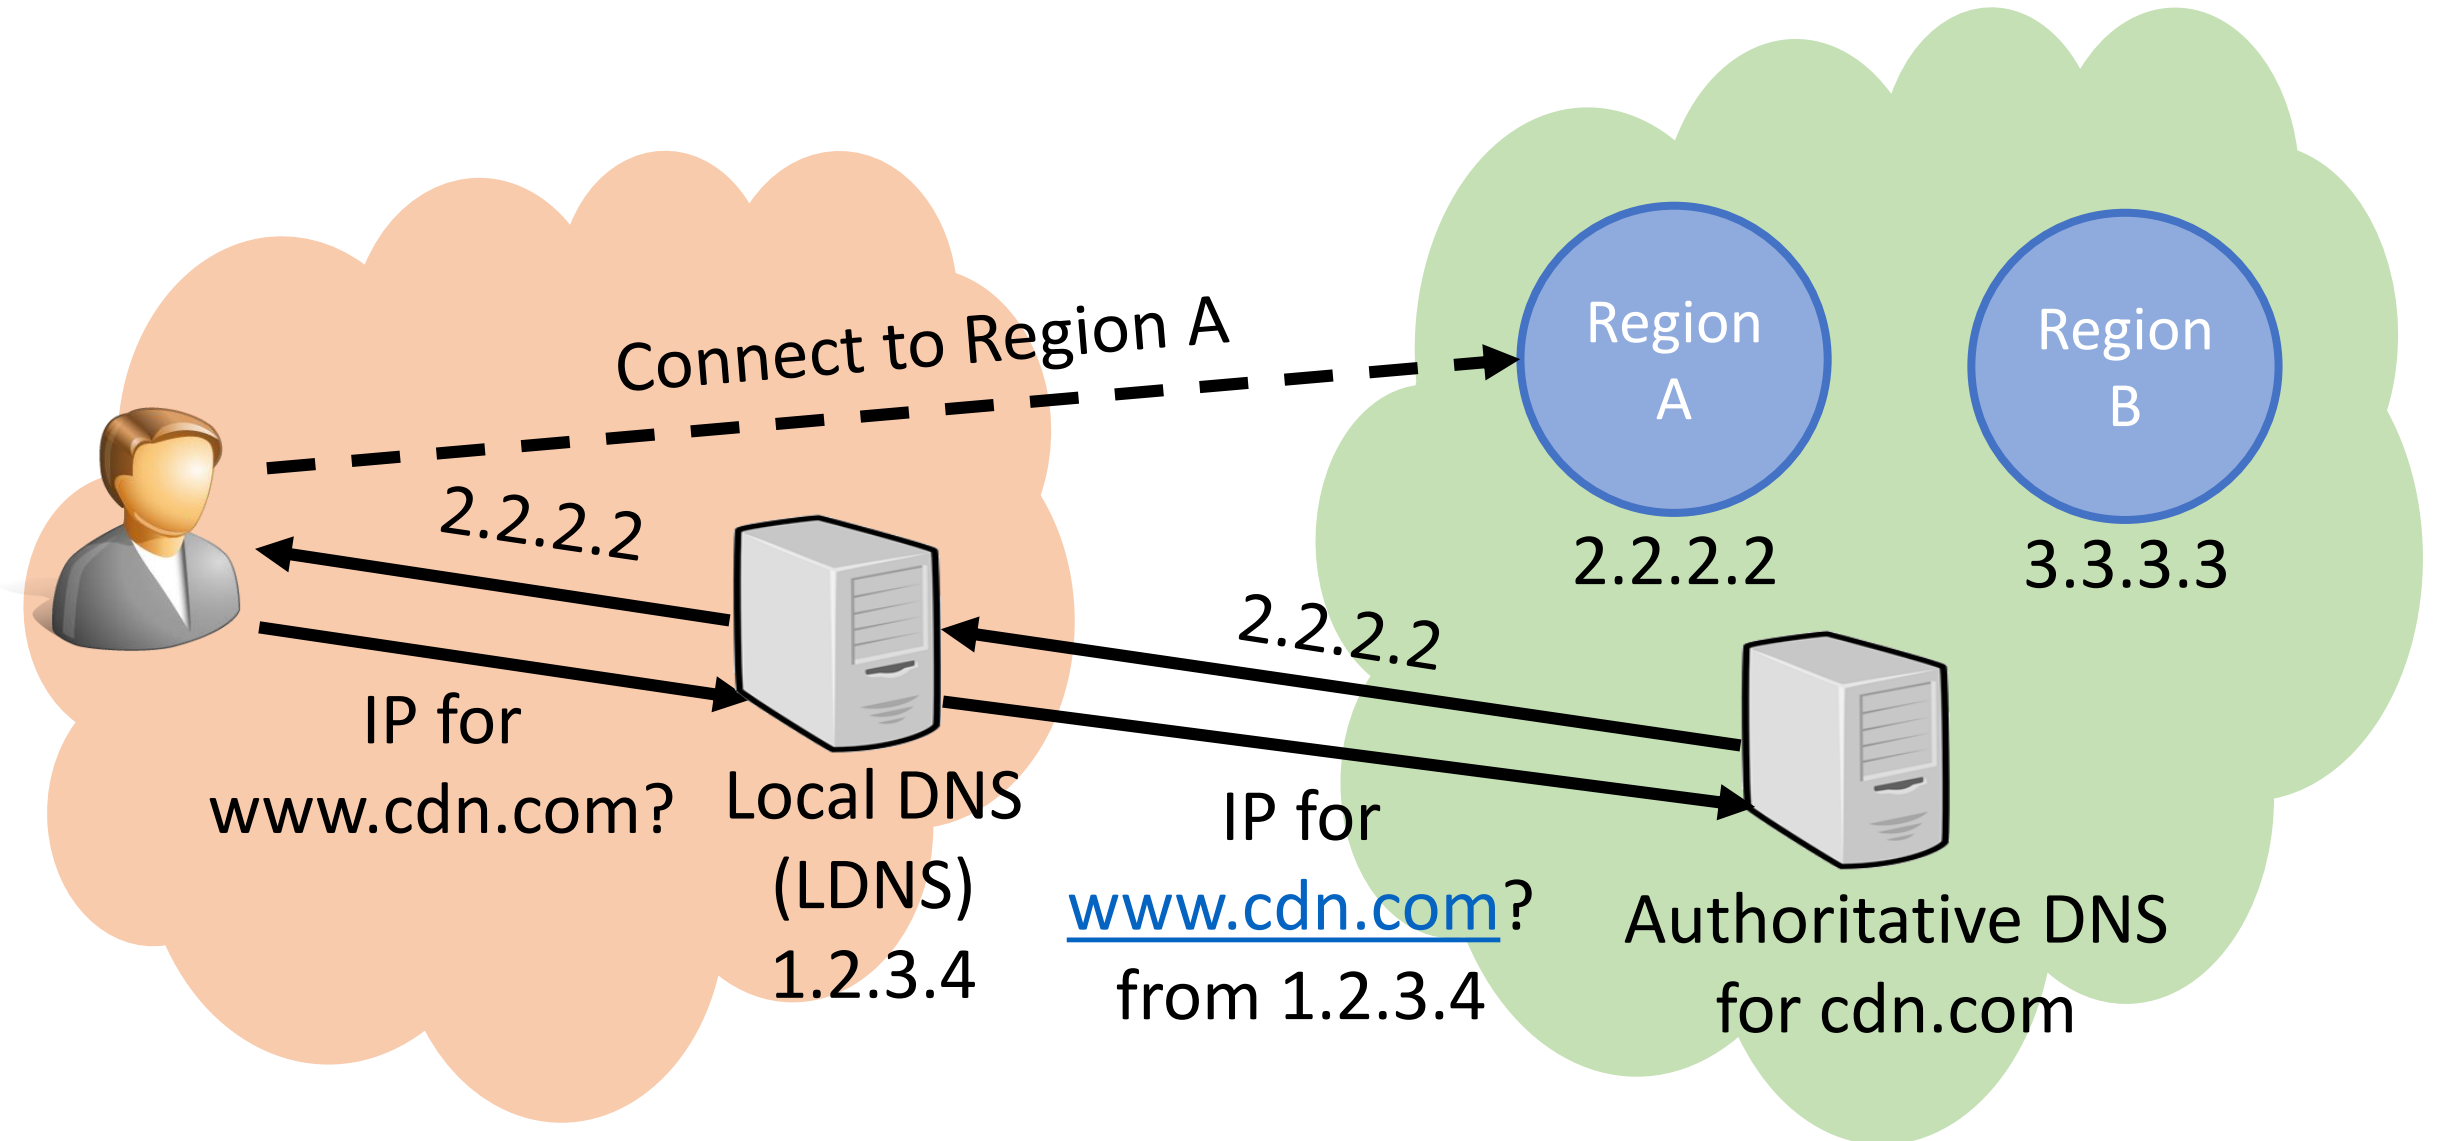 Connect to Region A
Region
A
Region
B
2.2.2.2
3.3.3.3
2.2.2.2
2.2.2.2
IP for
www.cdn.com?
Local DNS
(LDNS)
1.2.3.4
IP for
www.cdn.com?
from 1.2.3.4
Authoritative DNS
for cdn.com